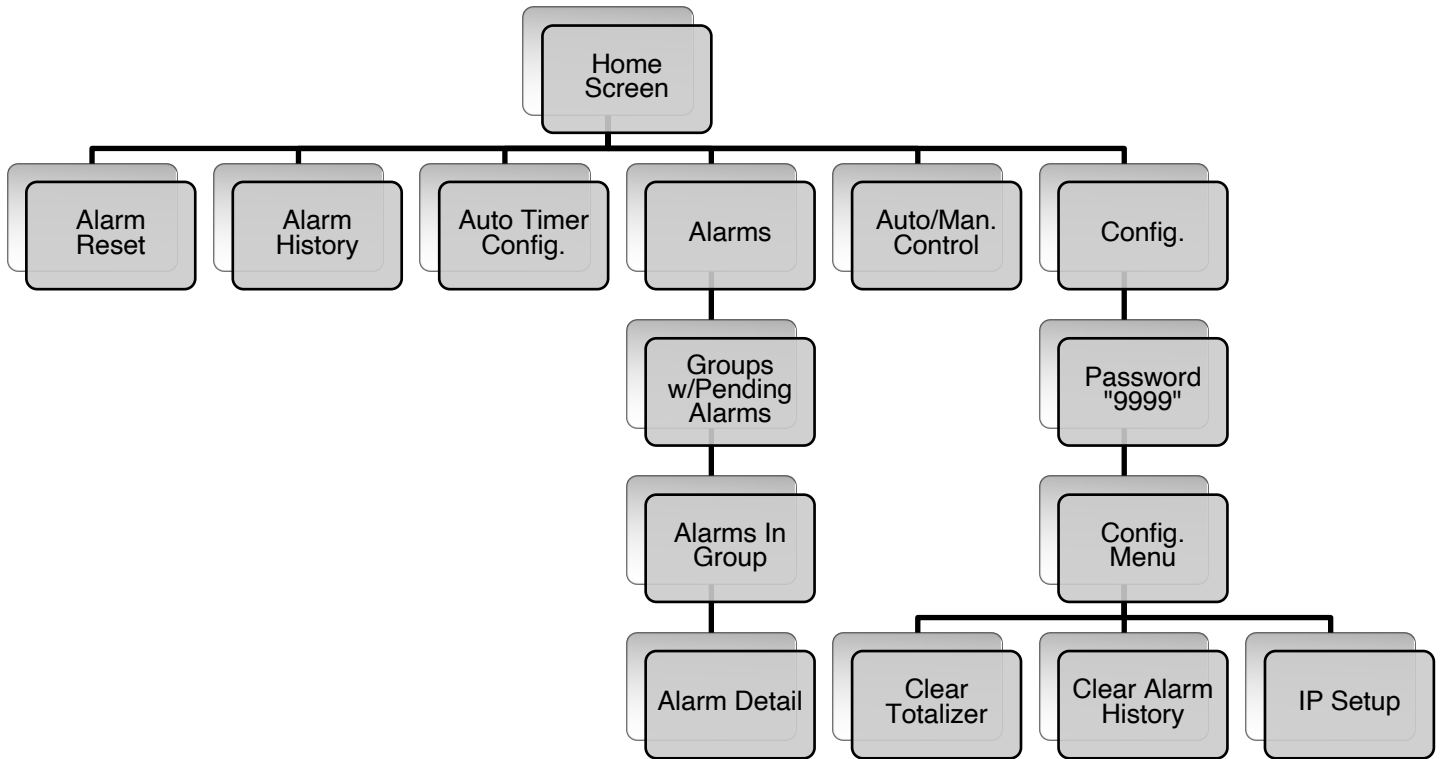 Home
Screen
Alarm
Reset
Alarm
History
Auto Timer
Config.
Alarms
Auto/Man.
Control
Config.
Groups
w/Pending
Alarms
Password
"9999"
Alarms In
Group
Config.
Menu
Alarm Detail
Clear
Totalizer
Clear Alarm
History
IP Setup